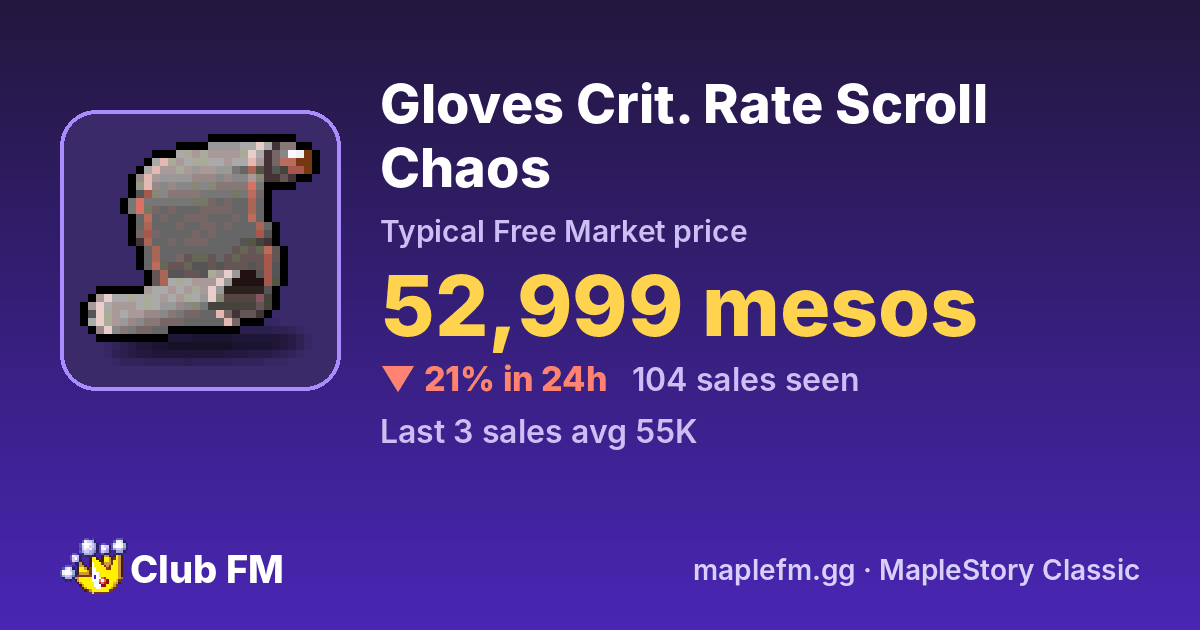 Gloves Crit. Rate Scroll
Chaos
Typical Free Market price
52,999 mesos
▼ 21% in 24h 104 sales seen
Last 3 sales avg 55K
Club FM
maplefm.gg · MapleStory Classic